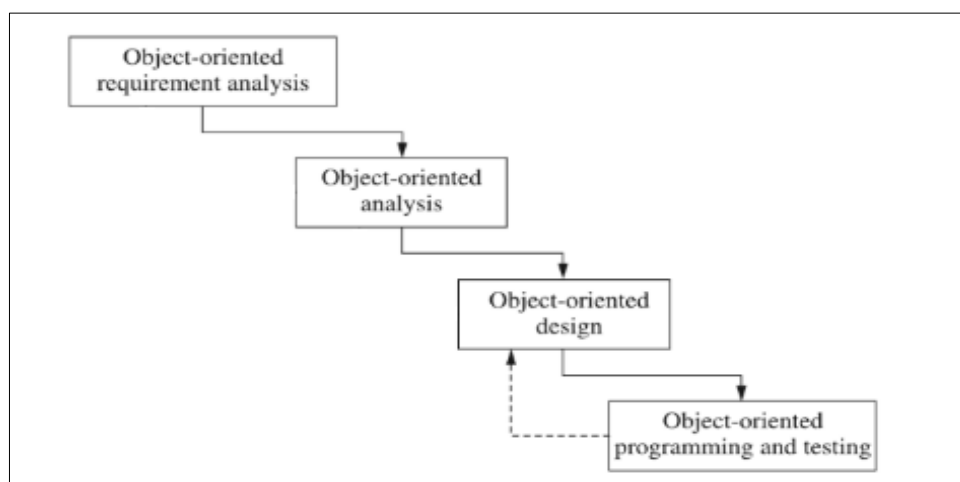 Object-oriented
requirement analysis
Object-oriented
analysis
Object-oriented
design
Object-oriented
programming and testing